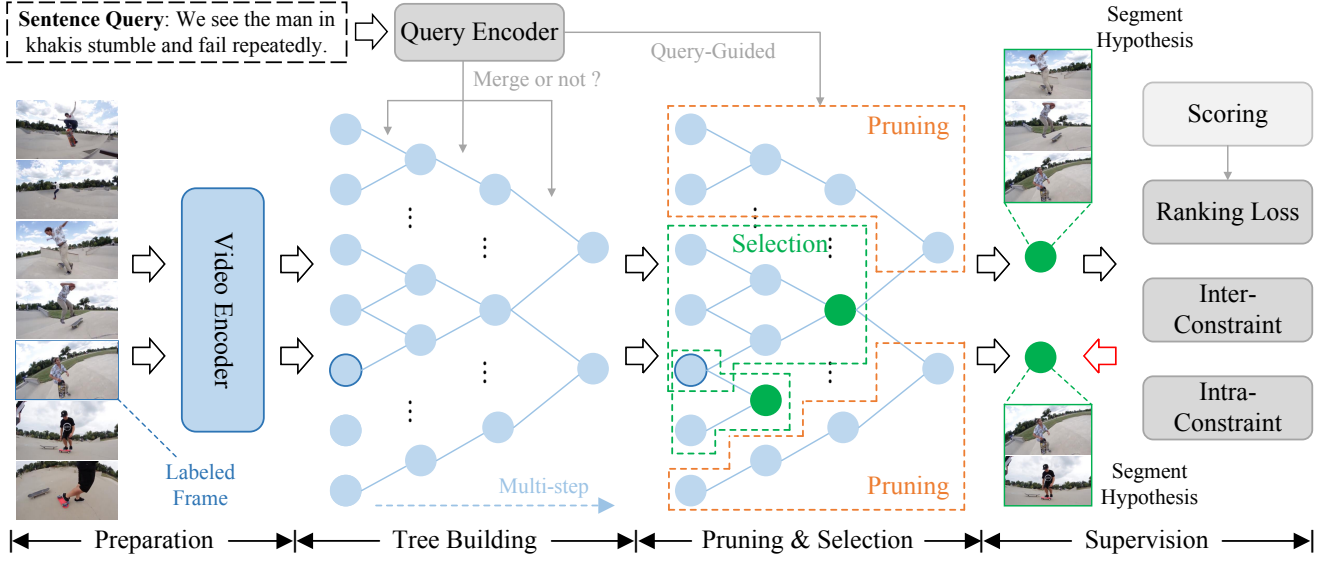 Sentence Query: We see the man in
khakis stumble and fail repeatedly.
Query Encoder
Merge or not ?
Query-Guided
Segment
Hypothesis
Pruning
Scoring
Video Encoder
Selection
Ranking Loss
Inter-
Constraint
Intra-
Constraint
Labeled
Frame
Multi-step
Pruning
Segment
Hypothesis
Preparation
Tree Building
Pruning & Selection
Supervision